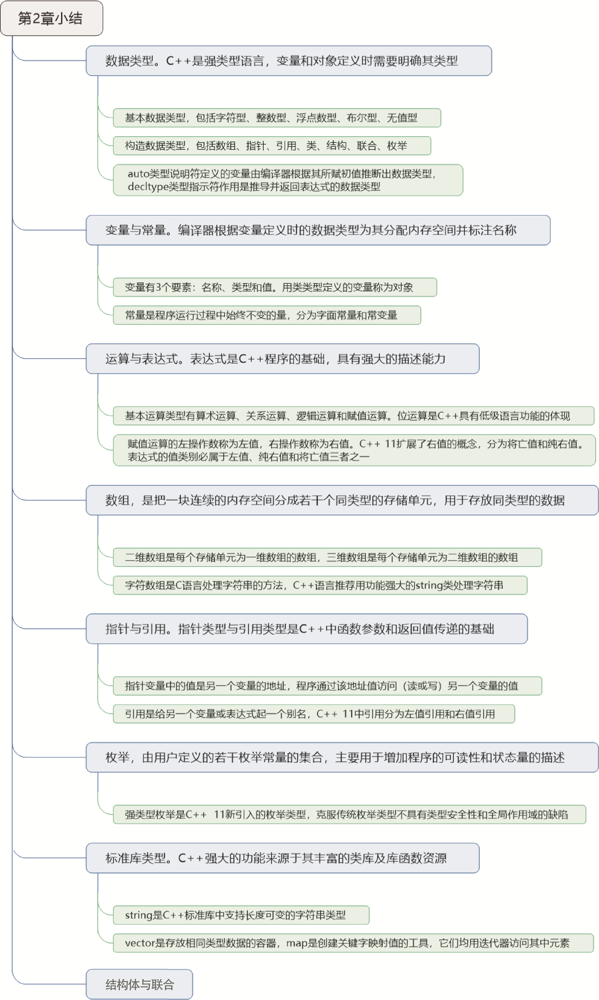 第2章小结
数据类型。C++是强类型语言，变量和对象定义时需要明确其类型
基本数据类型，包括字符型、整数型、浮点数型、布尔型、无值型
构造数据类型，包括数组、指针、引用、类、结构、联合、枚举
auto类型说明符定义的变量由编译器根据其所赋初值推断出数据类型，
decltype类型指示符作用是推导并返回表达式的数据类型
变量与常量。编译器根据变量定义时的数据类型为其分配内存空间并标注名称
变量有3个要素：名称、类型和值。用类类型定义的变量称为对象
常量是程序运行过程中始终不变的量，分为字面常量和常变量
运算与表达式。表达式是C++程序的基础，具有强大的描述能力
基本运算类型有算术运算、关系运算、逻辑运算和赋值运算。位运算是C++具有低级语言功能的体现
赋值运算的左操作数称为左值，右操作数称为右值。C++ 11扩展了右值的概念，分为将亡值和纯右值。
表达式的值类别必属于左值、纯右值和将亡值三者之一
数组，是把一块连续的内存空间分成若干个同类型的存储单元，用于存放同类型的数据
二维数组是每个存储单元为一维数组的数组，三维数组是每个存储单元为二维数组的数组
字符数组是C语言处理字符串的方法，C++语言推荐用功能强大的string类处理字符串
指针与引用。指针类型与引用类型是C++中函数参数和返回值传递的基础
指针变量中的值是另一个变量的地址，程序通过该地址值访问（读或写）另一个变量的值
引用是给另一个变量或表达式起一个别名，C++ 11中引用分为左值引用和右值引用
枚举，由用户定义的若干枚举常量的集合，主要用于增加程序的可读性和状态量的描述
强类型枚举是C++ 11新引入的枚举类型，克服传统枚举类型不具有类型安全性和全局作用域的缺陷
标准库类型。C++强大的功能来源于其丰富的类库及库函数资源
string是C++标准库中支持长度可变的字符串类型
vector是存放相同类型数据的容器，map是创建关键字映射值的工具，它们均用迭代器访问其中元素
结构体与联合